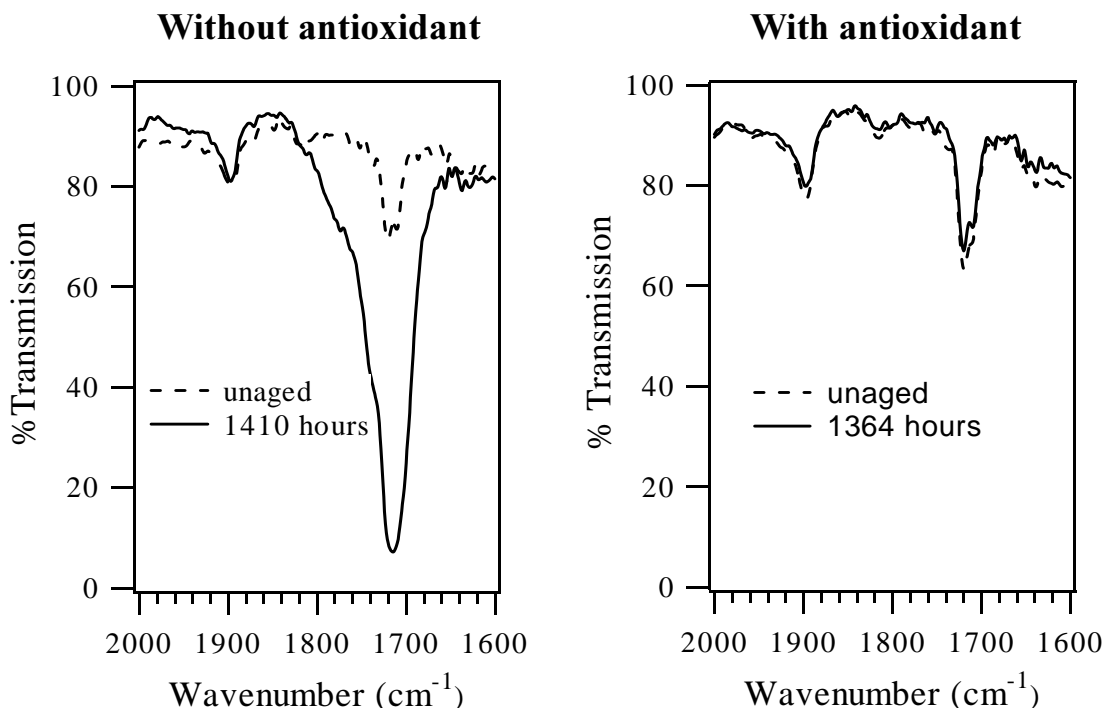 Without antioxidant
100
80
60
40
20
0
%Transmission
unaged
1410 hours
2000 1900 1800 1700 1600
Wavenumber (cm-1)
With antioxidant
100
80
60
40
20
0
% Transmission
unaged
1364 hours
2000 1900 1800 1700 1600
Wavenumber (cm-1)